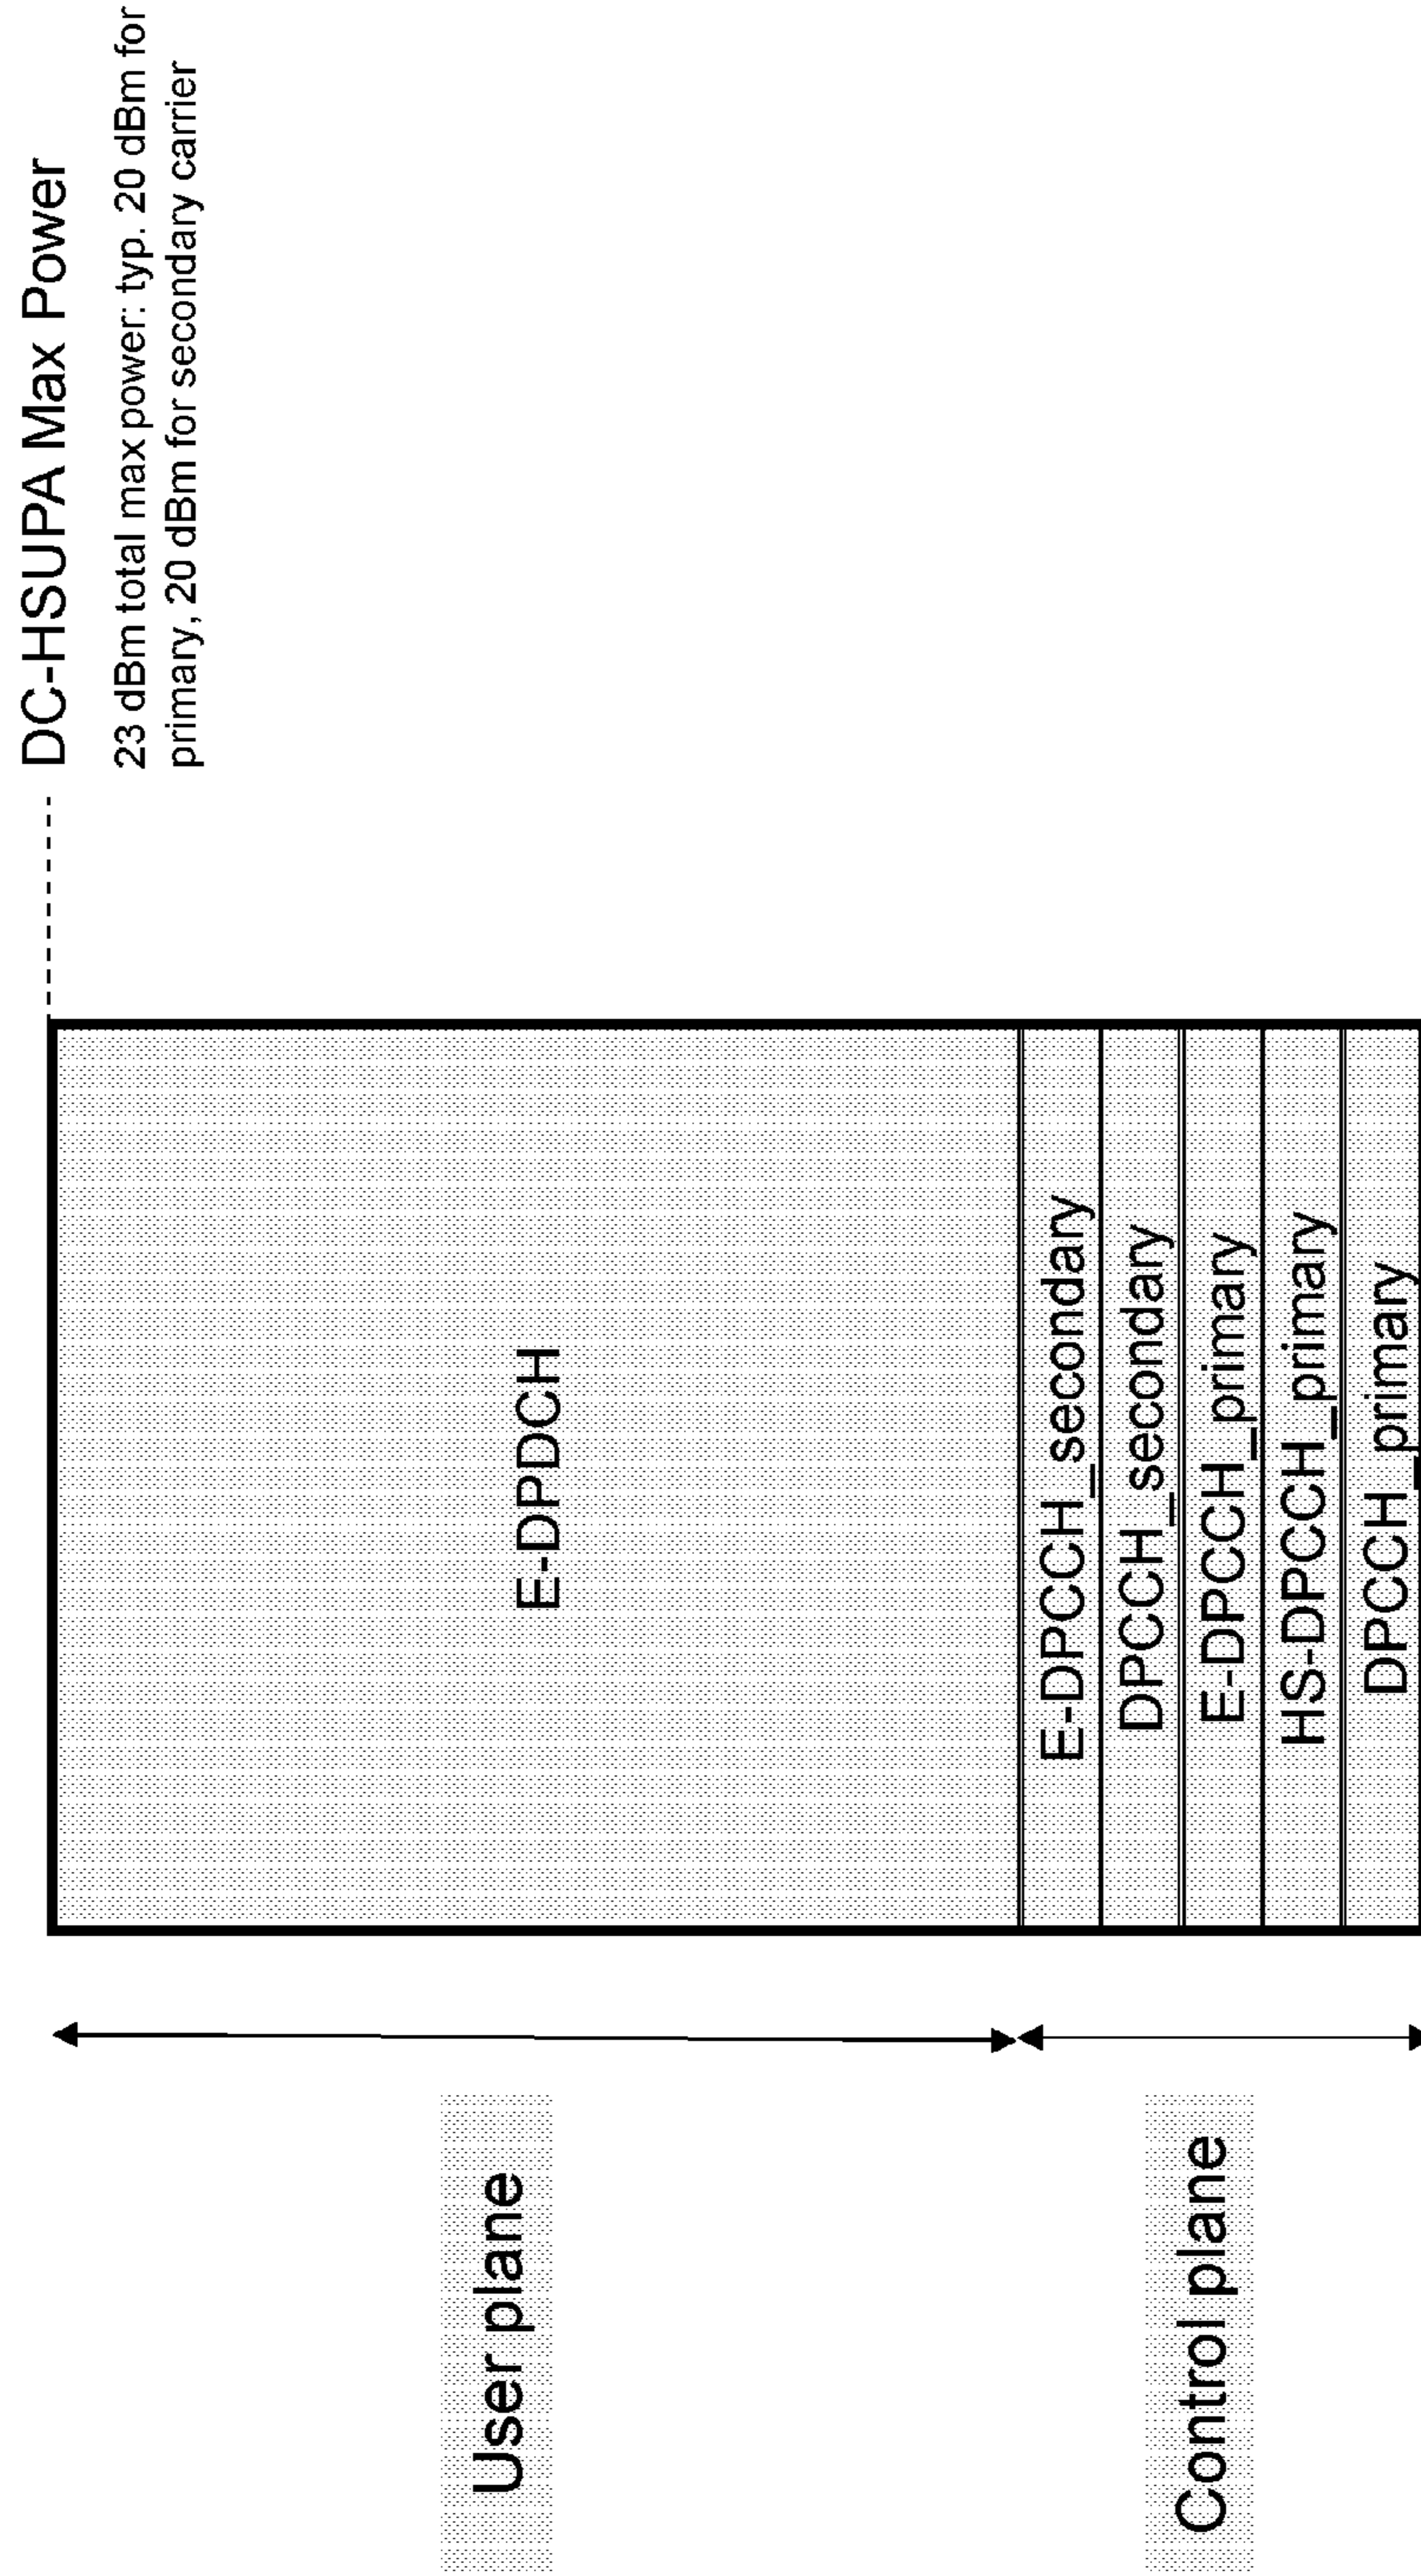 DC-HSUPA Max Power
23 dBm total max power: typ. 20 dBm for
primary, 20 dBm for secondary carrier
User plane
E-DPDCH
Control plane
E-DPCCH_secondary
DPCCH_secondary
E-DPCCH_primary
HS-DPCCH_primary
DPCCH_primary